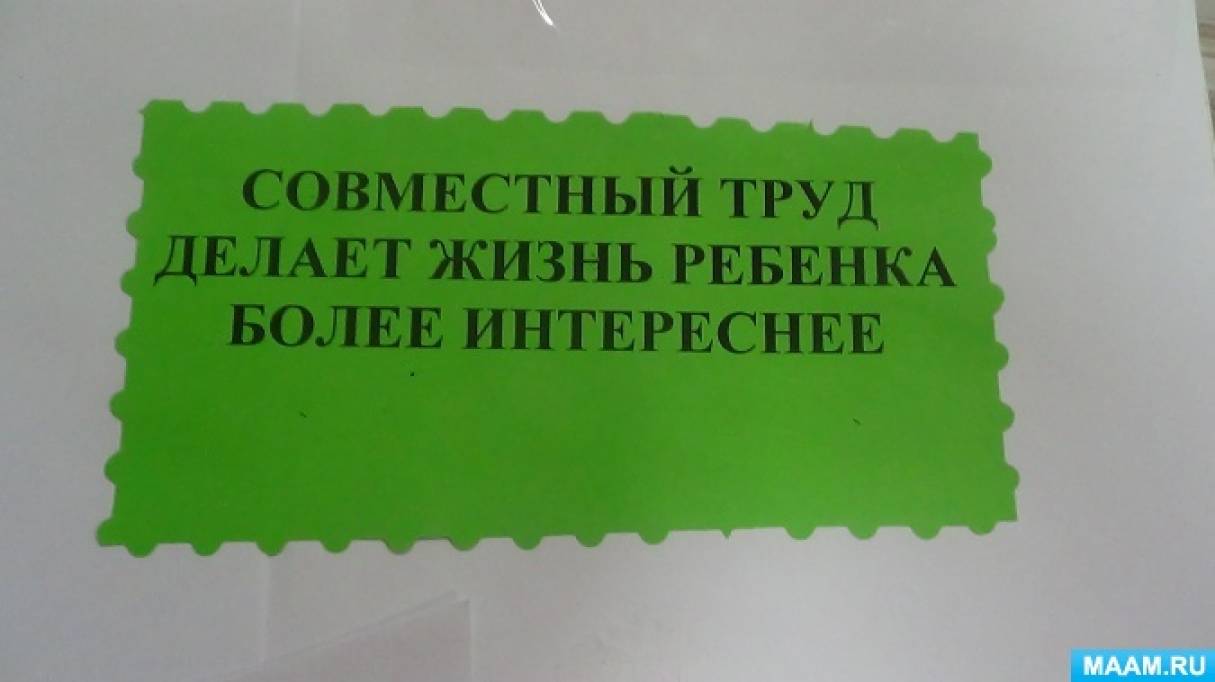 СОВМЕСТНЫЙ ТРУД
ДЕЛАЕТ ЖИЗНЬ РЕБЕНКА
БОЛЕЕ ИНТЕРЕСНЕЕ
MAAM.RU